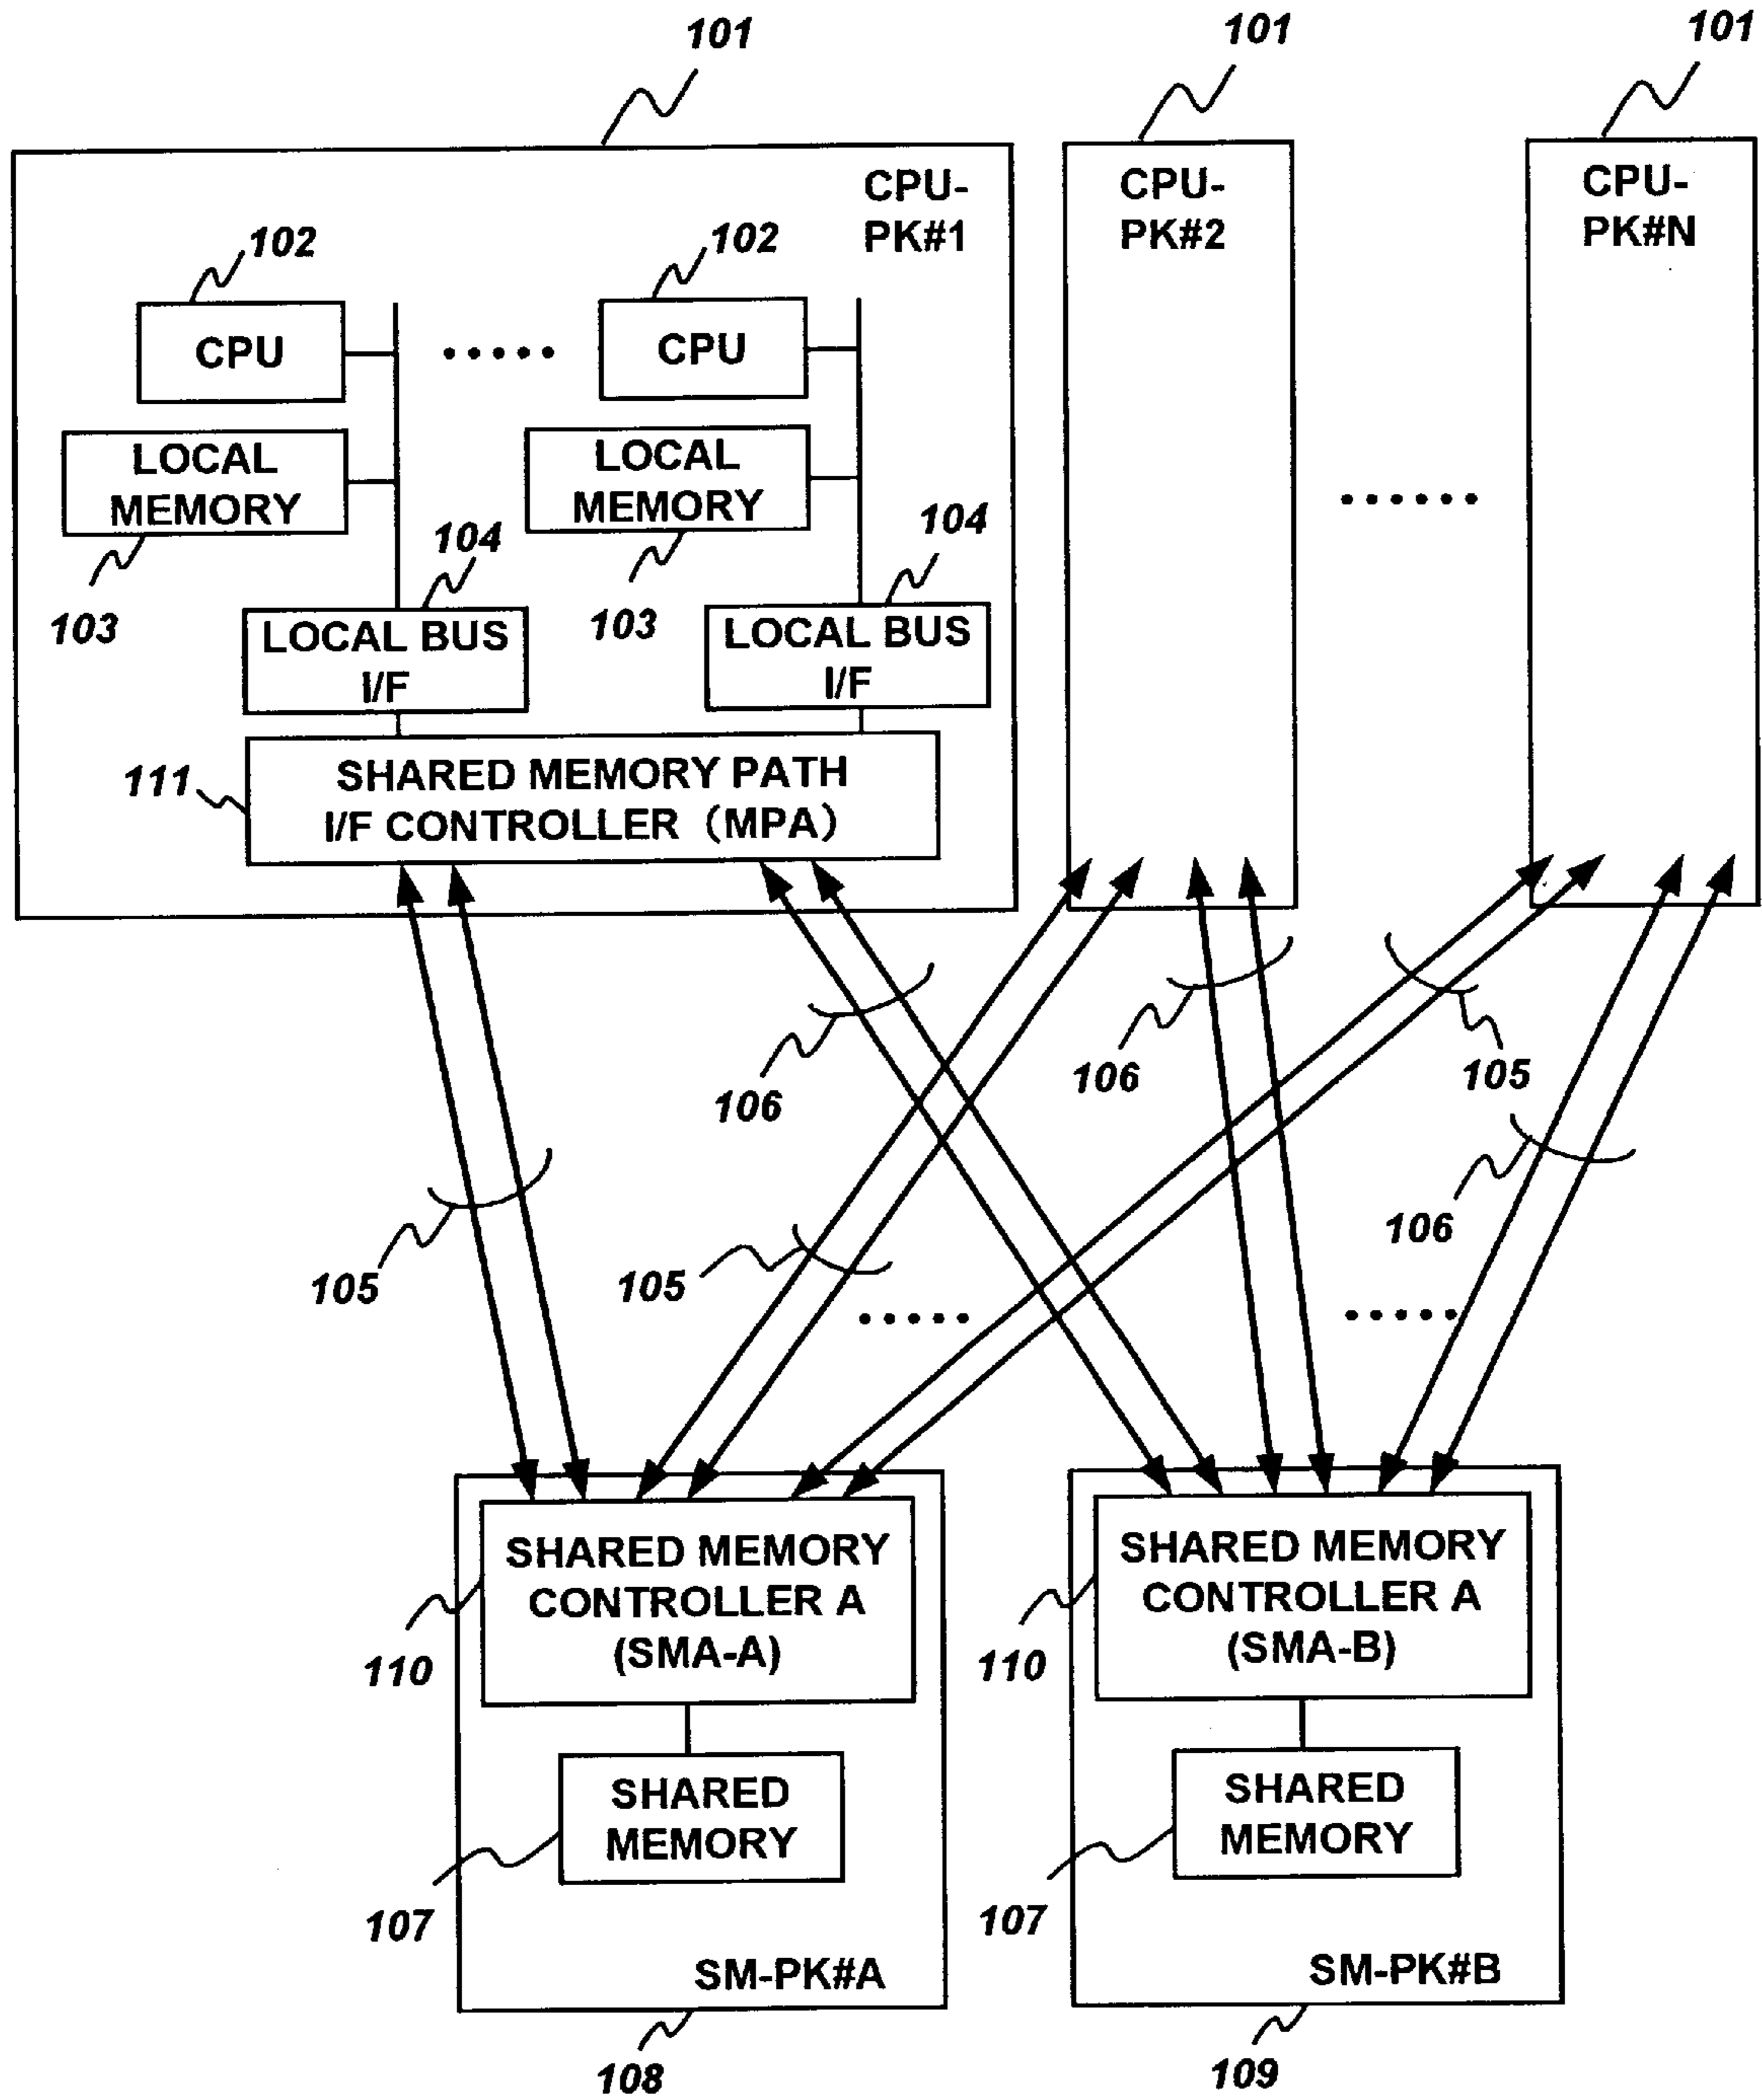 101
101
101
CPU-
PK#1
CPU-
PK#2
CPU-
PK#N
102
102
CPU
CPU
LOCAL
MEMORY
LOCAL
MEMORY
104
104
103
103
LOCAL BUS
I/F
LOCAL BUS
I/F
111
SHARED MEMORY PATH
I/F CONTROLLER (MPA)
106
106
105
105
105
106
SHARED MEMORY
CONTROLLER A
(SMA-A)
110
SHARED MEMORY
CONTROLLER A
(SMA-B)
110
SHARED
MEMORY
107
SHARED
MEMORY
107
SM-PK#A
SM-PK#B
108
109